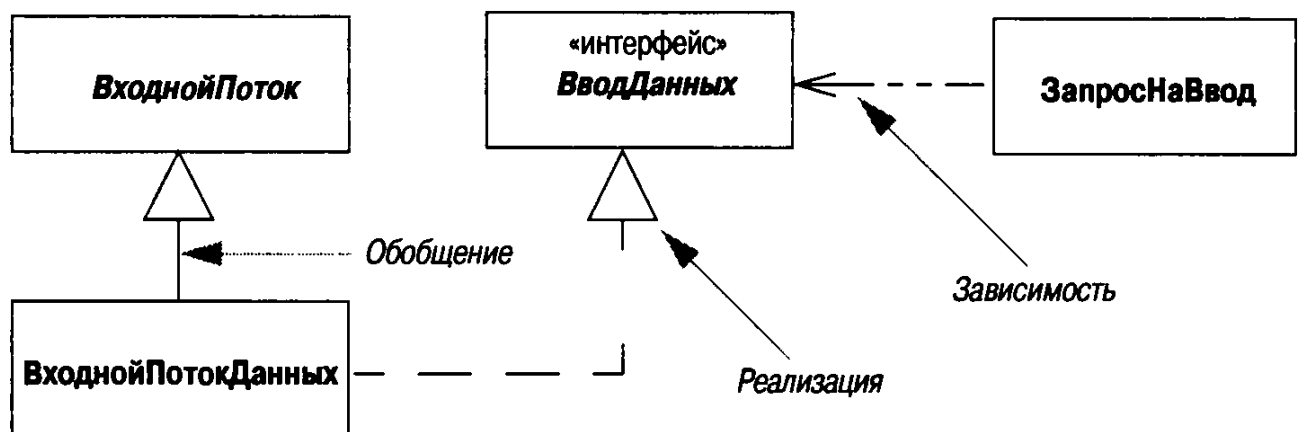 ВходнойПоток
«интерфейс»
ВводДанных
ЗапросНаВвод
Обобщение
Зависимость
ВходнойПотокДанных
Реализация